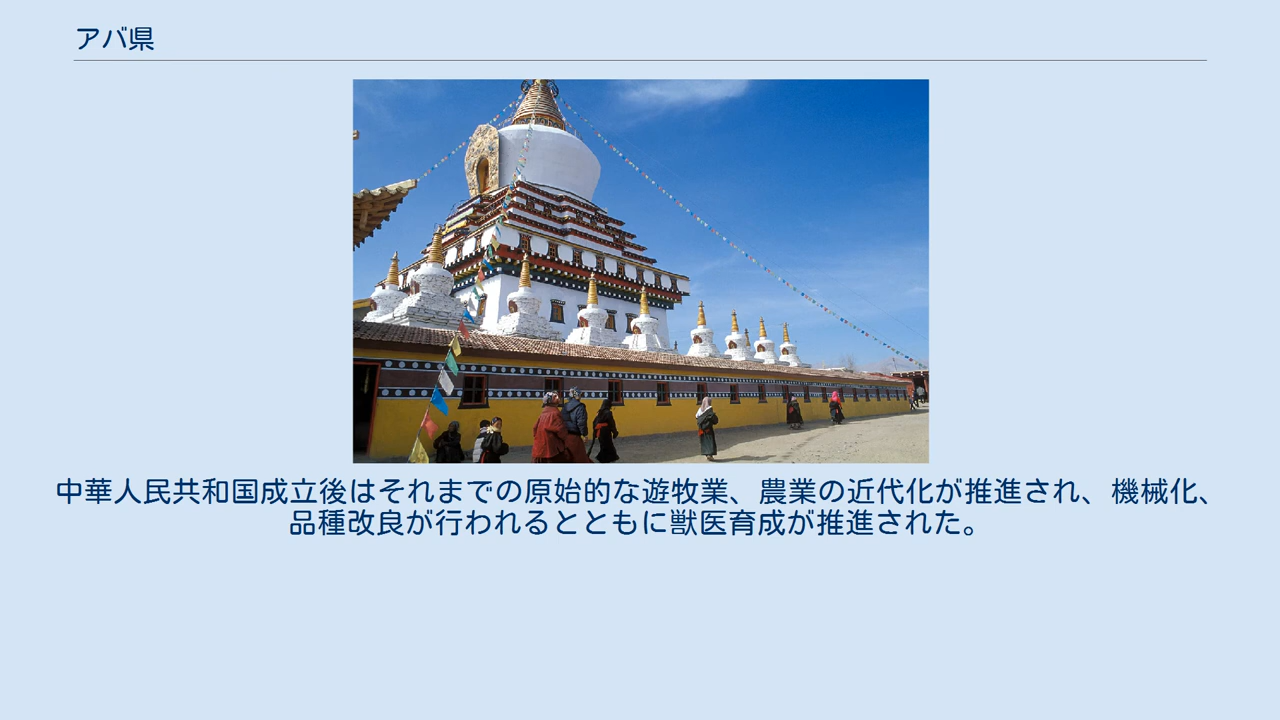 アバ県
中華人民共和国成立後はそれまでの原始的な遊牧業、農業の近代化が推進され、機械化、
品種改良が行われるとともに獣医育成が推進された。